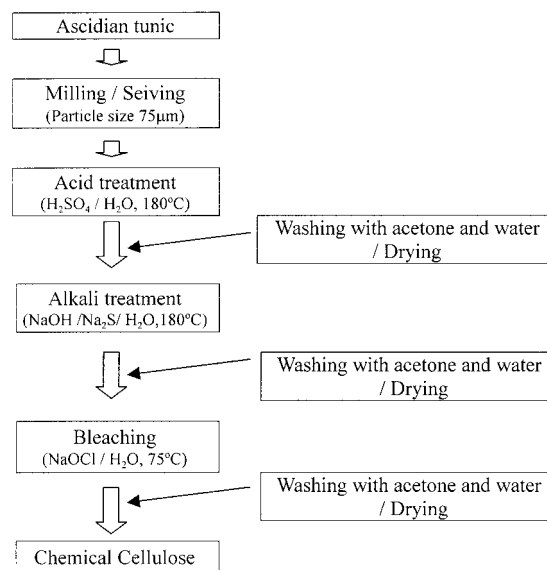 Ascidian tunic
Milling / Seiving
(Particle size 75μm)
Acid treatment
(H₂SO₄ / H₂O, 180ºC)
Washing with acetone and water
/ Drying
Alkali treatment
(NaOH /Na₂S/ H₂O,180ºC)
Washing with acetone and water
/ Drying
Bleaching
(NaOCl / H₂O, 75ºC)
Washing with acetone and water
/ Drying
Chemical Cellulose